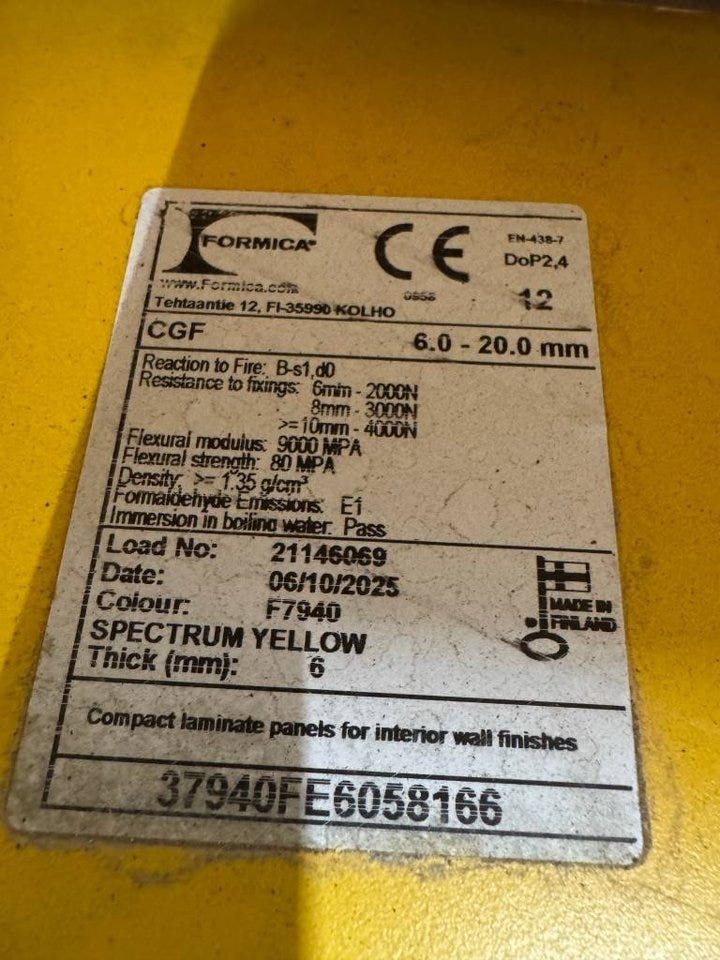 FORMICA®
CE
EN-438-7
DoP2,4
www.Formica.com
Tehtaantie 12, FI-35990 KOLHO
12
CGF
6.0 - 20.0 mm
Reaction to Fire: B-s1,d0
Resistance to fixings: 6mm - 2000N
8mm - 3000N
>=10mm - 4000N
Flexural modulus: 9000 MPA
Flexural strength: 80 MPA
Density: >= 1.35 g/cm³
Formaldehyde Emissions: E1
Immersion in boiling water: Pass
Load No: 21146069
Date: 06/10/2025
Colour: F7940
SPECTRUM YELLOW
Thick (mm): 6
MADE IN
FINLAND
Compact laminate panels for interior wall finishes
37940FE6058166